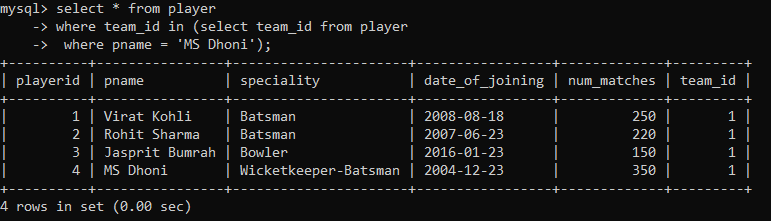 mysql> select * from player
    -> where team_id in (select team_id from player
    ->  where pname = 'MS Dhoni');
+----------+----------------+----------------------+-----------------+-------------+---------+
| playerid | pname          | speciality           | date_of_joining | num_matches | team_id |
+----------+----------------+----------------------+-----------------+-------------+---------+
|        1 | Virat Kohli    | Batsman              | 2008-08-18      |         250 |       1 |
|        2 | Rohit Sharma   | Batsman              | 2007-06-23      |         220 |       1 |
|        3 | Jasprit Bumrah | Bowler               | 2016-01-23      |         150 |       1 |
|        4 | MS Dhoni       | Wicketkeeper-Batsman | 2004-12-23      |         350 |       1 |
+----------+----------------+----------------------+-----------------+-------------+---------+
4 rows in set (0.00 sec)